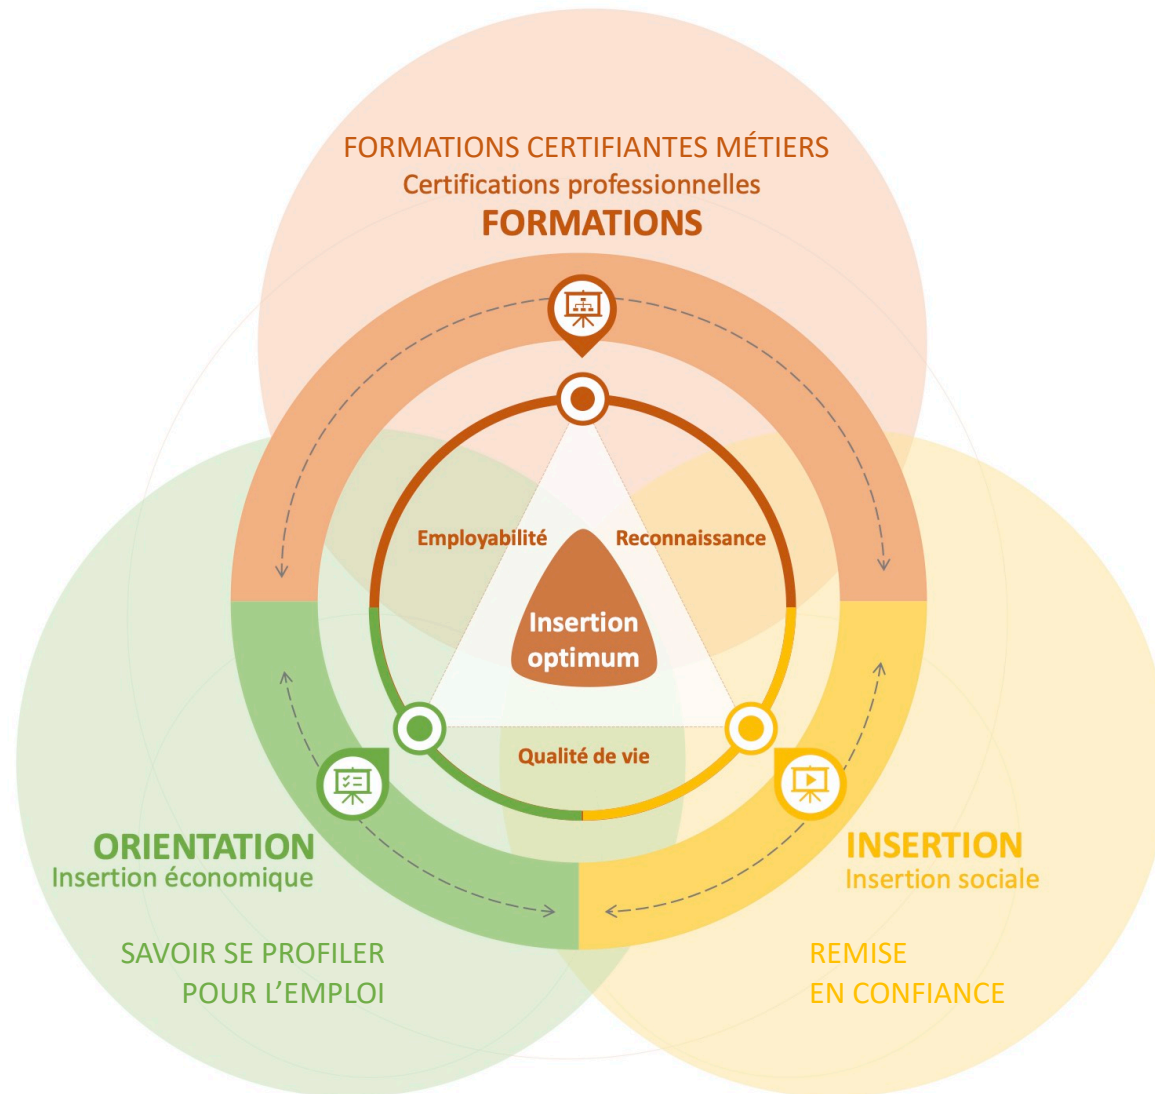 FORMATIONS CERTIFIANTES MÉTIERS
Certifications professionnelles
FORMATIONS
Employabilité
Reconnaissance
Insertion
optimum
Qualité de vie
ORIENTATION
Insertion économique
SAVOIR SE PROFILER
POUR L’EMPLOI
INSERTION
Insertion sociale
REMISE
EN CONFIANCE